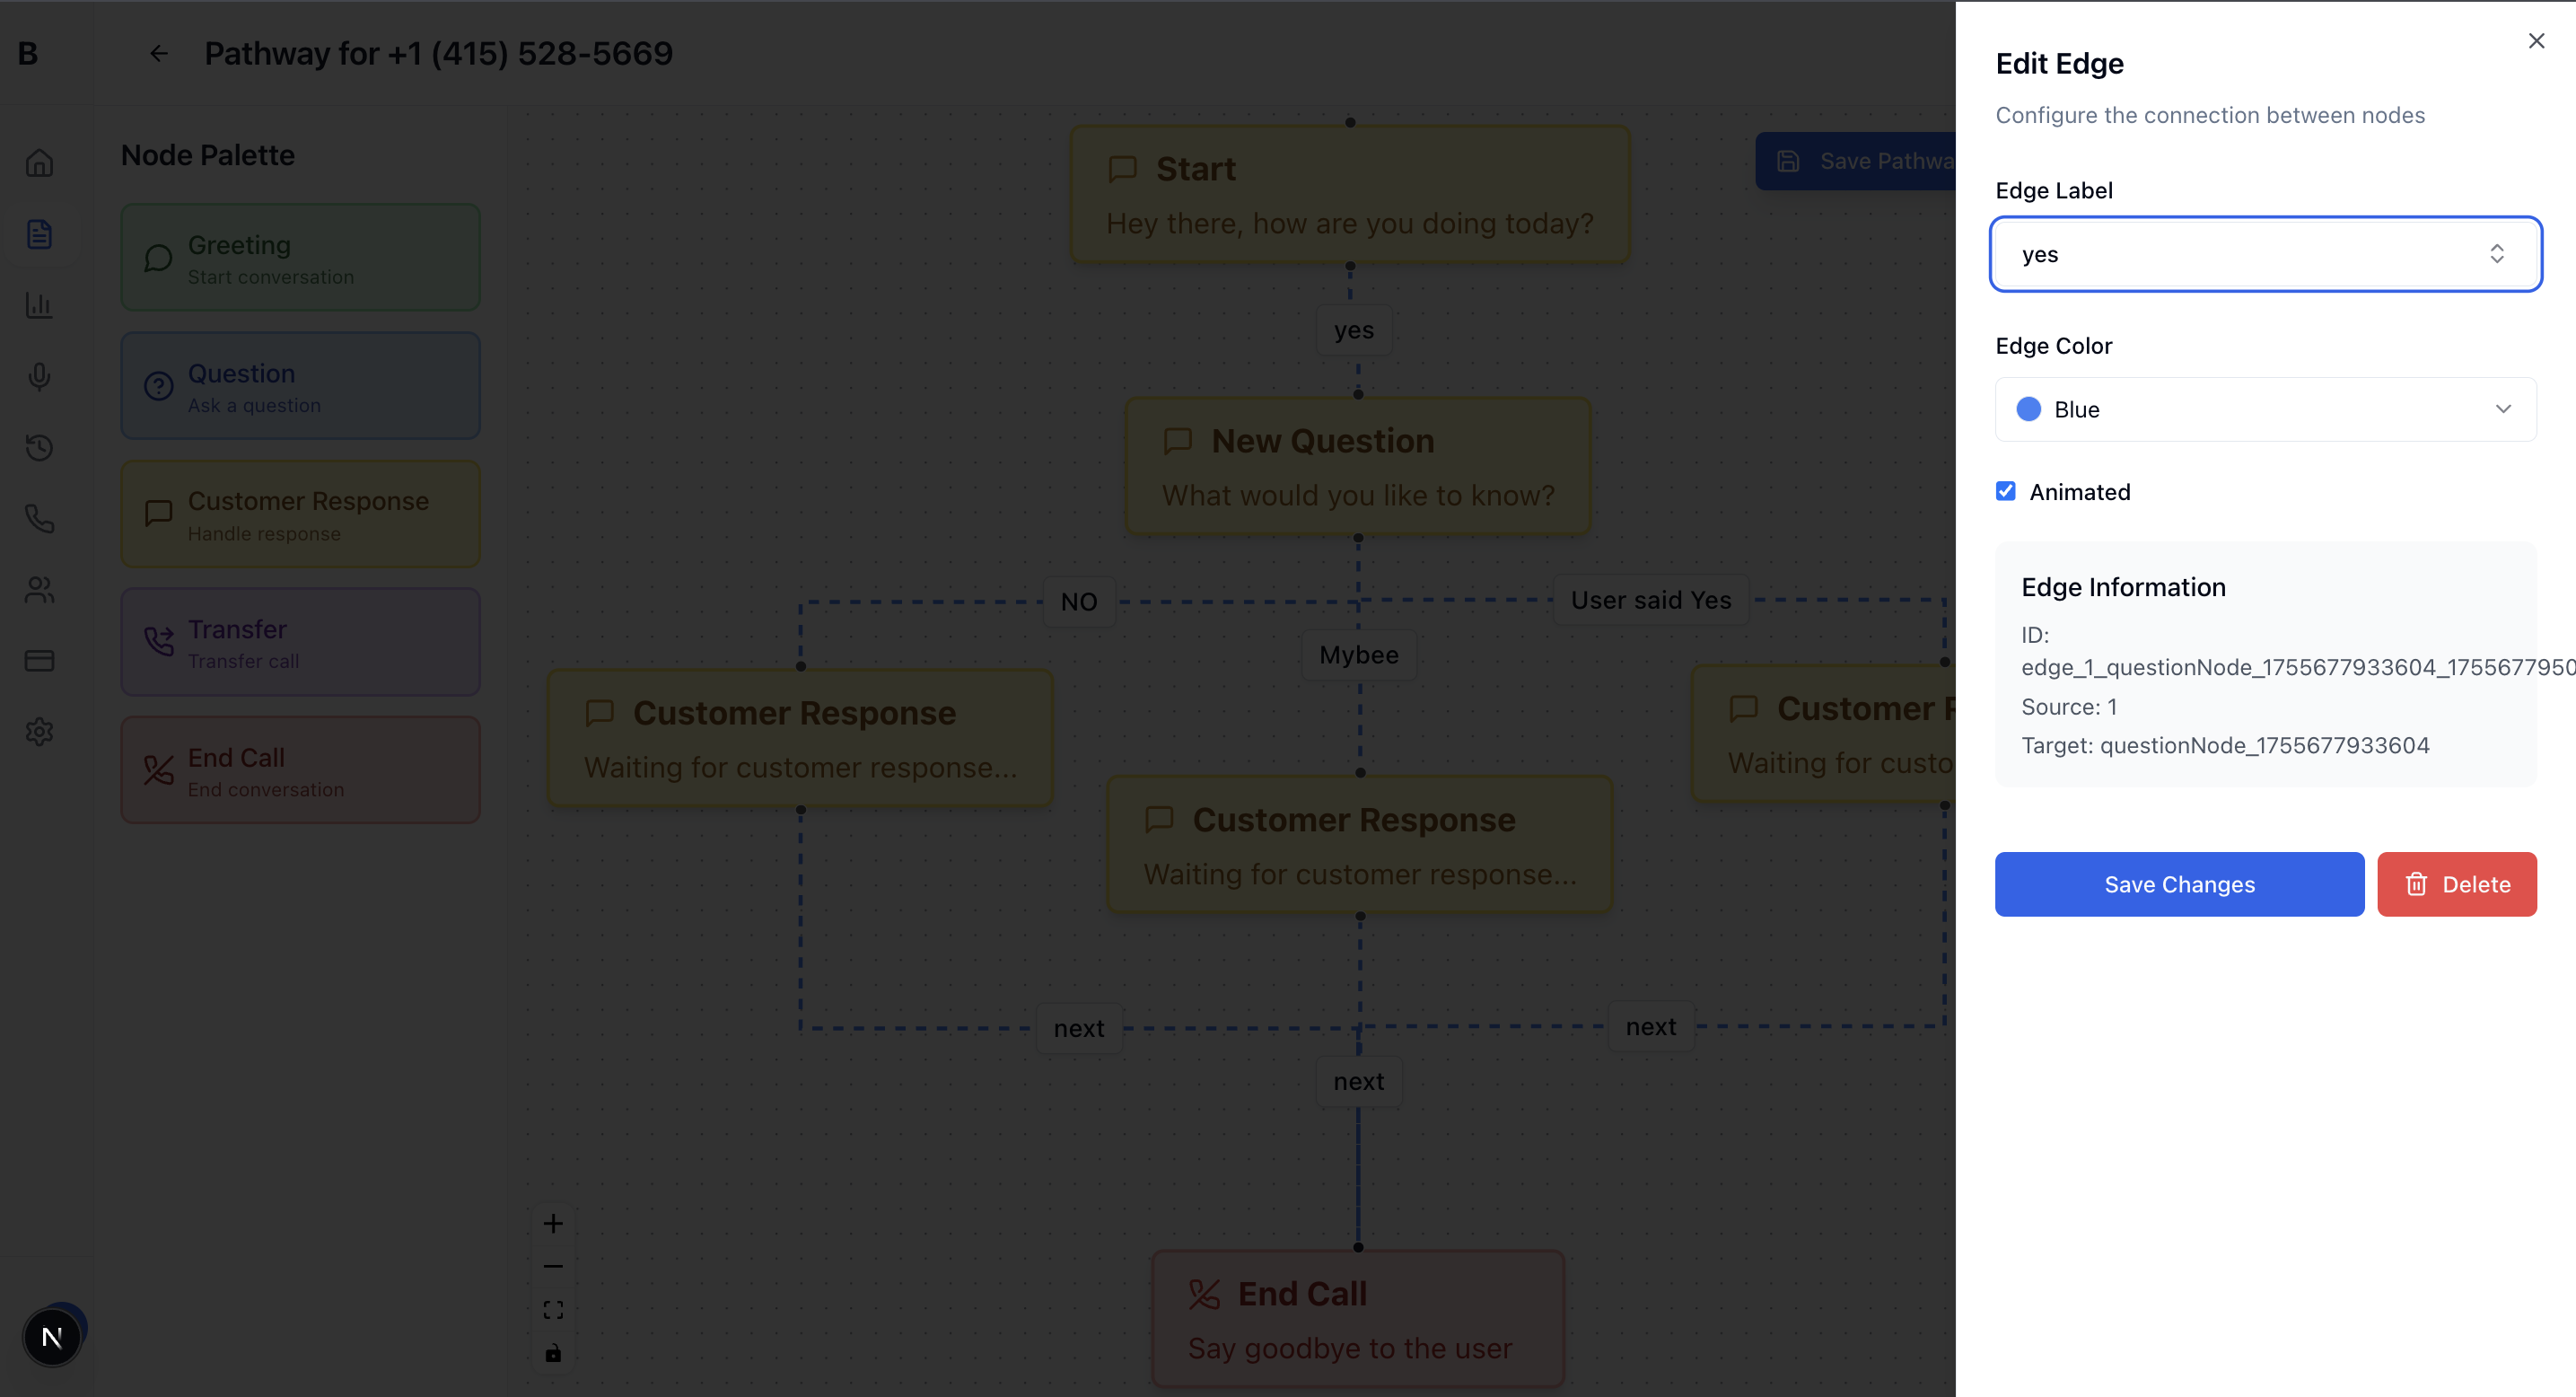 B
Pathway for +1 (415) 528-5669
Node Palette
Greeting
Start conversation
Question
Ask a question
Customer Response
Handle response
Transfer
Transfer call
End Call
End conversation
N
Start
Hey there, how are you doing today?
Save Pathwa
yes
New Question
What would you like to know?
NO
User said Yes
Mybee
Customer Response
Waiting for customer response...
Customer R
Waiting for custo
Customer Response
Waiting for customer response...
next
next
next
End Call
Say goodbye to the user
Edit Edge
Configure the connection between nodes
Edge Label
yes
Edge Color
Blue
Animated
Edge Information
ID:
edge_1_questionNode_1755677933604_1755677950
Source: 1
Target: questionNode_1755677933604
Save Changes
Delete